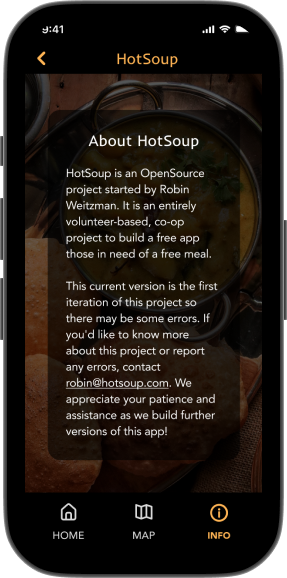 9:41
HotSoup
About HotSoup
HotSoup is an OpenSource
project started by Robin
Weitzman. It is an entirely
volunteer-based, co-op
project to build a free app
those in need of a free meal.
This current version is the first
iteration of this project so
there may be some errors. If
you'd like to know more
about this project or report
any errors, contact
robin@hotsoup.com. We
appreciate your patience and
assistance as we build further
versions of this app!
HOME MAP INFO